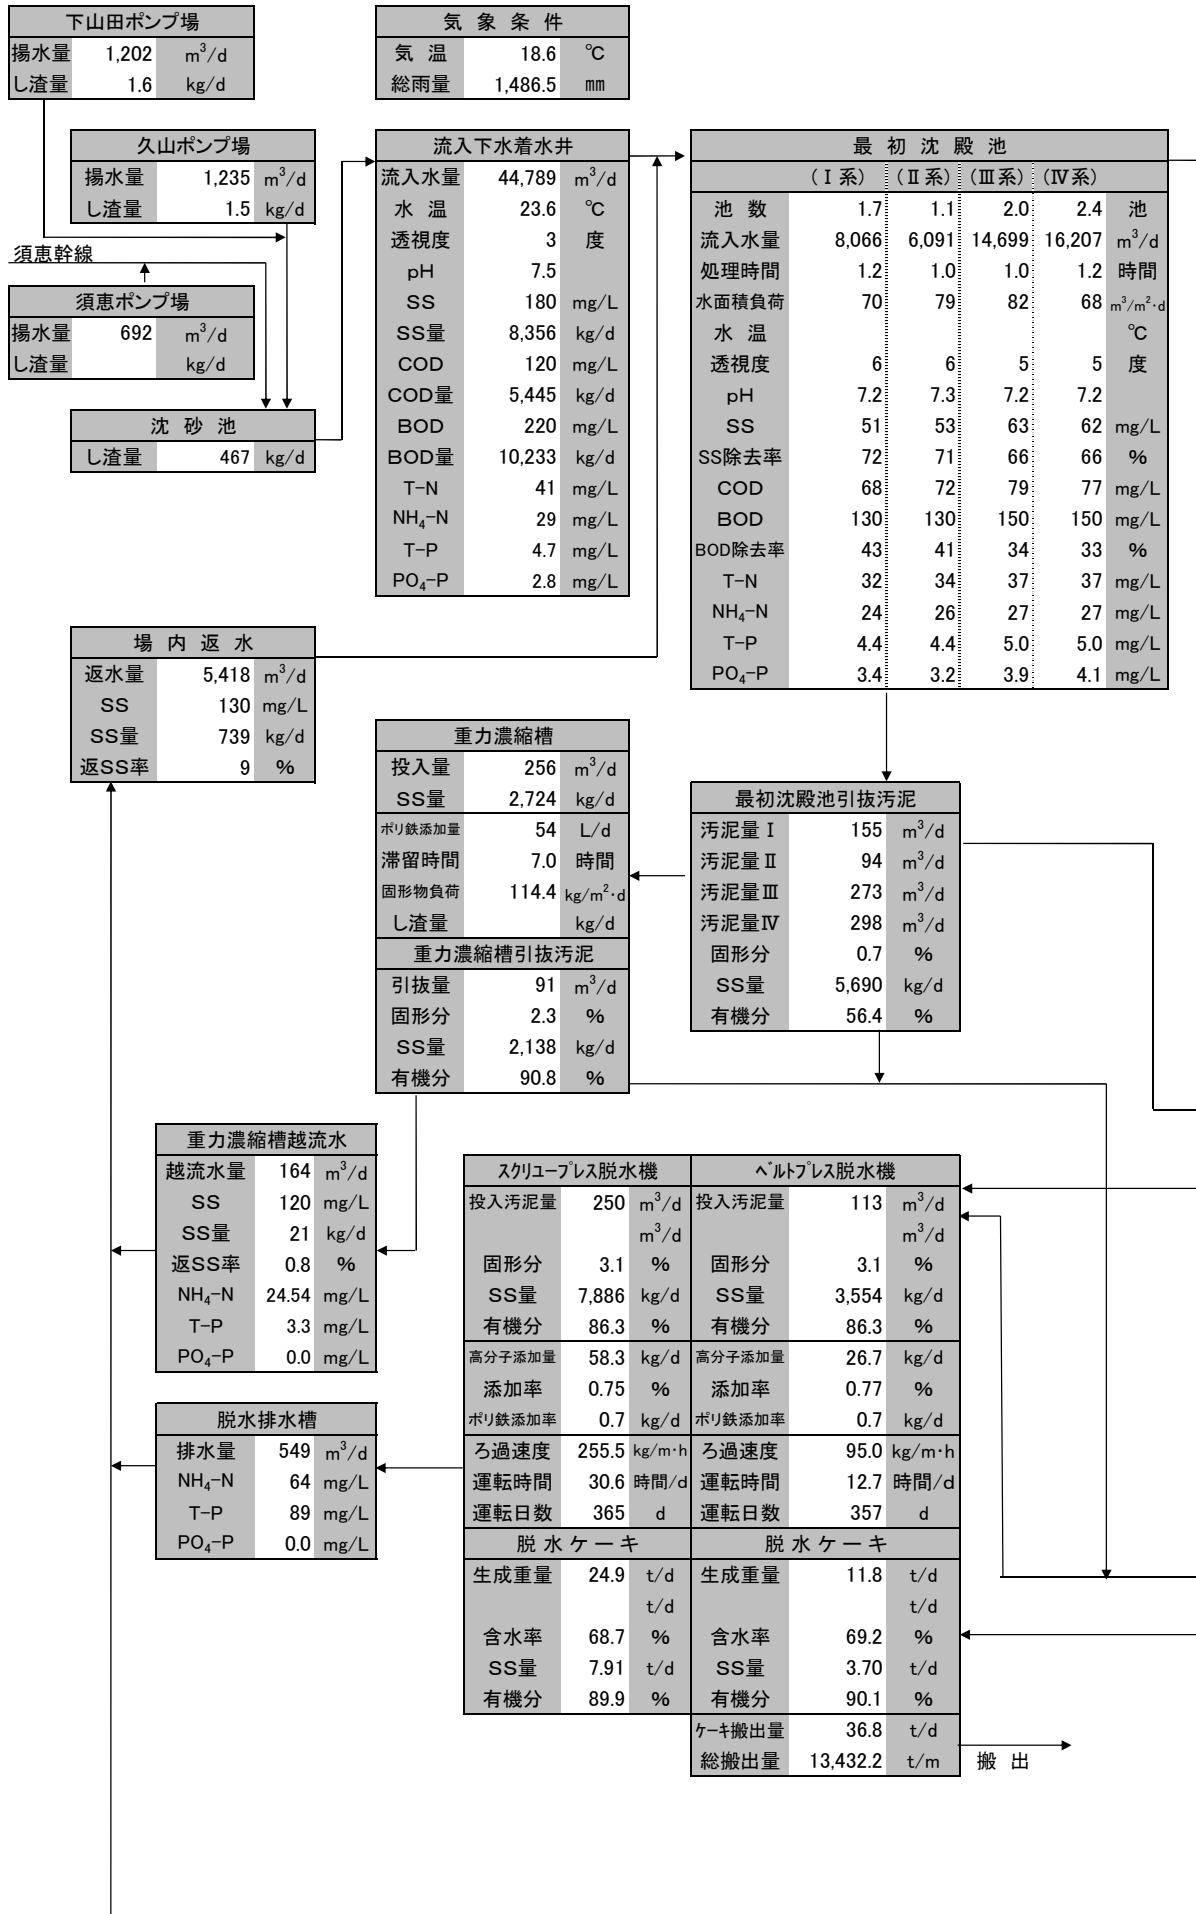 下山田ポンプ場
揚水量 1,202 m³/d
し渣量 1.6 kg/d
気 象 条 件
気 温 18.6 ℃
総雨量 1,486.5 ㎜
久山ポンプ場
揚水量 1,235 m³/d
し渣量 1.5 kg/d
須恵幹線
須恵ポンプ場
揚水量 692 m³/d
し渣量 kg/d
沈 砂 池
し渣量 467 kg/d
流入下水着水井
流入水量 44,789 m³/d
水 温 23.6 ℃
透視度 3 度
pH 7.5
SS 180 mg/L
SS量 8,356 kg/d
COD 120 mg/L
COD量 5,445 kg/d
BOD 220 mg/L
BOD量 10,233 kg/d
T-N 41 mg/L
NH₄-N 29 mg/L
T-P 4.7 mg/L
PO₄-P 2.8 mg/L
最 初 沈 殿 池
(Ⅰ系) (Ⅱ系) (Ⅲ系) (Ⅳ系)
池 数 1.7 1.1 2.0 2.4 池
流入水量 8,066 6,091 14,699 16,207 m³/d
処理時間 1.2 1.0 1.0 1.2 時間
水面積負荷 70 79 82 68 m³/m²・d
水 温 ℃
透視度 6 6 5 5 度
pH 7.2 7.3 7.2 7.2
SS 51 53 63 62 mg/L
SS除去率 72 71 66 66 %
COD 68 72 79 77 mg/L
BOD 130 130 150 150 mg/L
BOD除去率 43 41 34 33 %
T-N 32 34 37 37 mg/L
NH₄-N 24 26 27 27 mg/L
T-P 4.4 4.4 5.0 5.0 mg/L
PO₄-P 3.4 3.2 3.9 4.1 mg/L
場 内 返 水
返水量 5,418 m³/d
SS 130 mg/L
SS量 739 kg/d
返SS率 9 %
重力濃縮槽
投入量 256 m³/d
SS量 2,724 kg/d
ポリ鉄添加量 54 L/d
滞留時間 7.0 時間
固形物負荷 114.4 kg/m²・d
し渣量 kg/d
重力濃縮槽引抜汚泥
引抜量 91 m³/d
固形分 2.3 %
SS量 2,138 kg/d
有機分 90.8 %
最初沈殿池引抜汚泥
汚泥量Ⅰ 155 m³/d
汚泥量Ⅱ 94 m³/d
汚泥量Ⅲ 273 m³/d
汚泥量Ⅳ 298 m³/d
固形分 0.7 %
SS量 5,690 kg/d
有機分 56.4 %
重力濃縮槽越流水
越流水量 164 m³/d
SS 120 mg/L
SS量 21 kg/d
返SS率 0.8 %
NH₄-N 24.54 mg/L
T-P 3.3 mg/L
PO₄-P 0.0 mg/L
脱水排水槽
排水量 549 m³/d
NH₄-N 64 mg/L
T-P 89 mg/L
PO₄-P 0.0 mg/L
スクリュープレス脱水機 ベルトプレス脱水機
投入汚泥量 250 m³/d 投入汚泥量 113 m³/d
m³/d m³/d
固形分 3.1 % 固形分 3.1 %
SS量 7,886 kg/d SS量 3,554 kg/d
有機分 86.3 % 有機分 86.3 %
高分子添加量 58.3 kg/d 高分子添加量 26.7 kg/d
添加率 0.75 % 添加率 0.77 %
ポリ鉄添加率 0.7 kg/d ポリ鉄添加率 0.7 kg/d
ろ過速度 255.5 kg/m・h ろ過速度 95.0 kg/m・h
運転時間 30.6 時間/d 運転時間 12.7 時間/d
運転日数 365 d 運転日数 357 d
脱 水 ケ ー キ 脱 水 ケ ー キ
生成重量 24.9 t/d 生成重量 11.8 t/d
t/d t/d
含水率 68.7 % 含水率 69.2 %
SS量 7.91 t/d SS量 3.70 t/d
有機分 89.9 % 有機分 90.1 %
ケーキ搬出量 36.8 t/d
総搬出量 13,432.2 t/m
搬 出